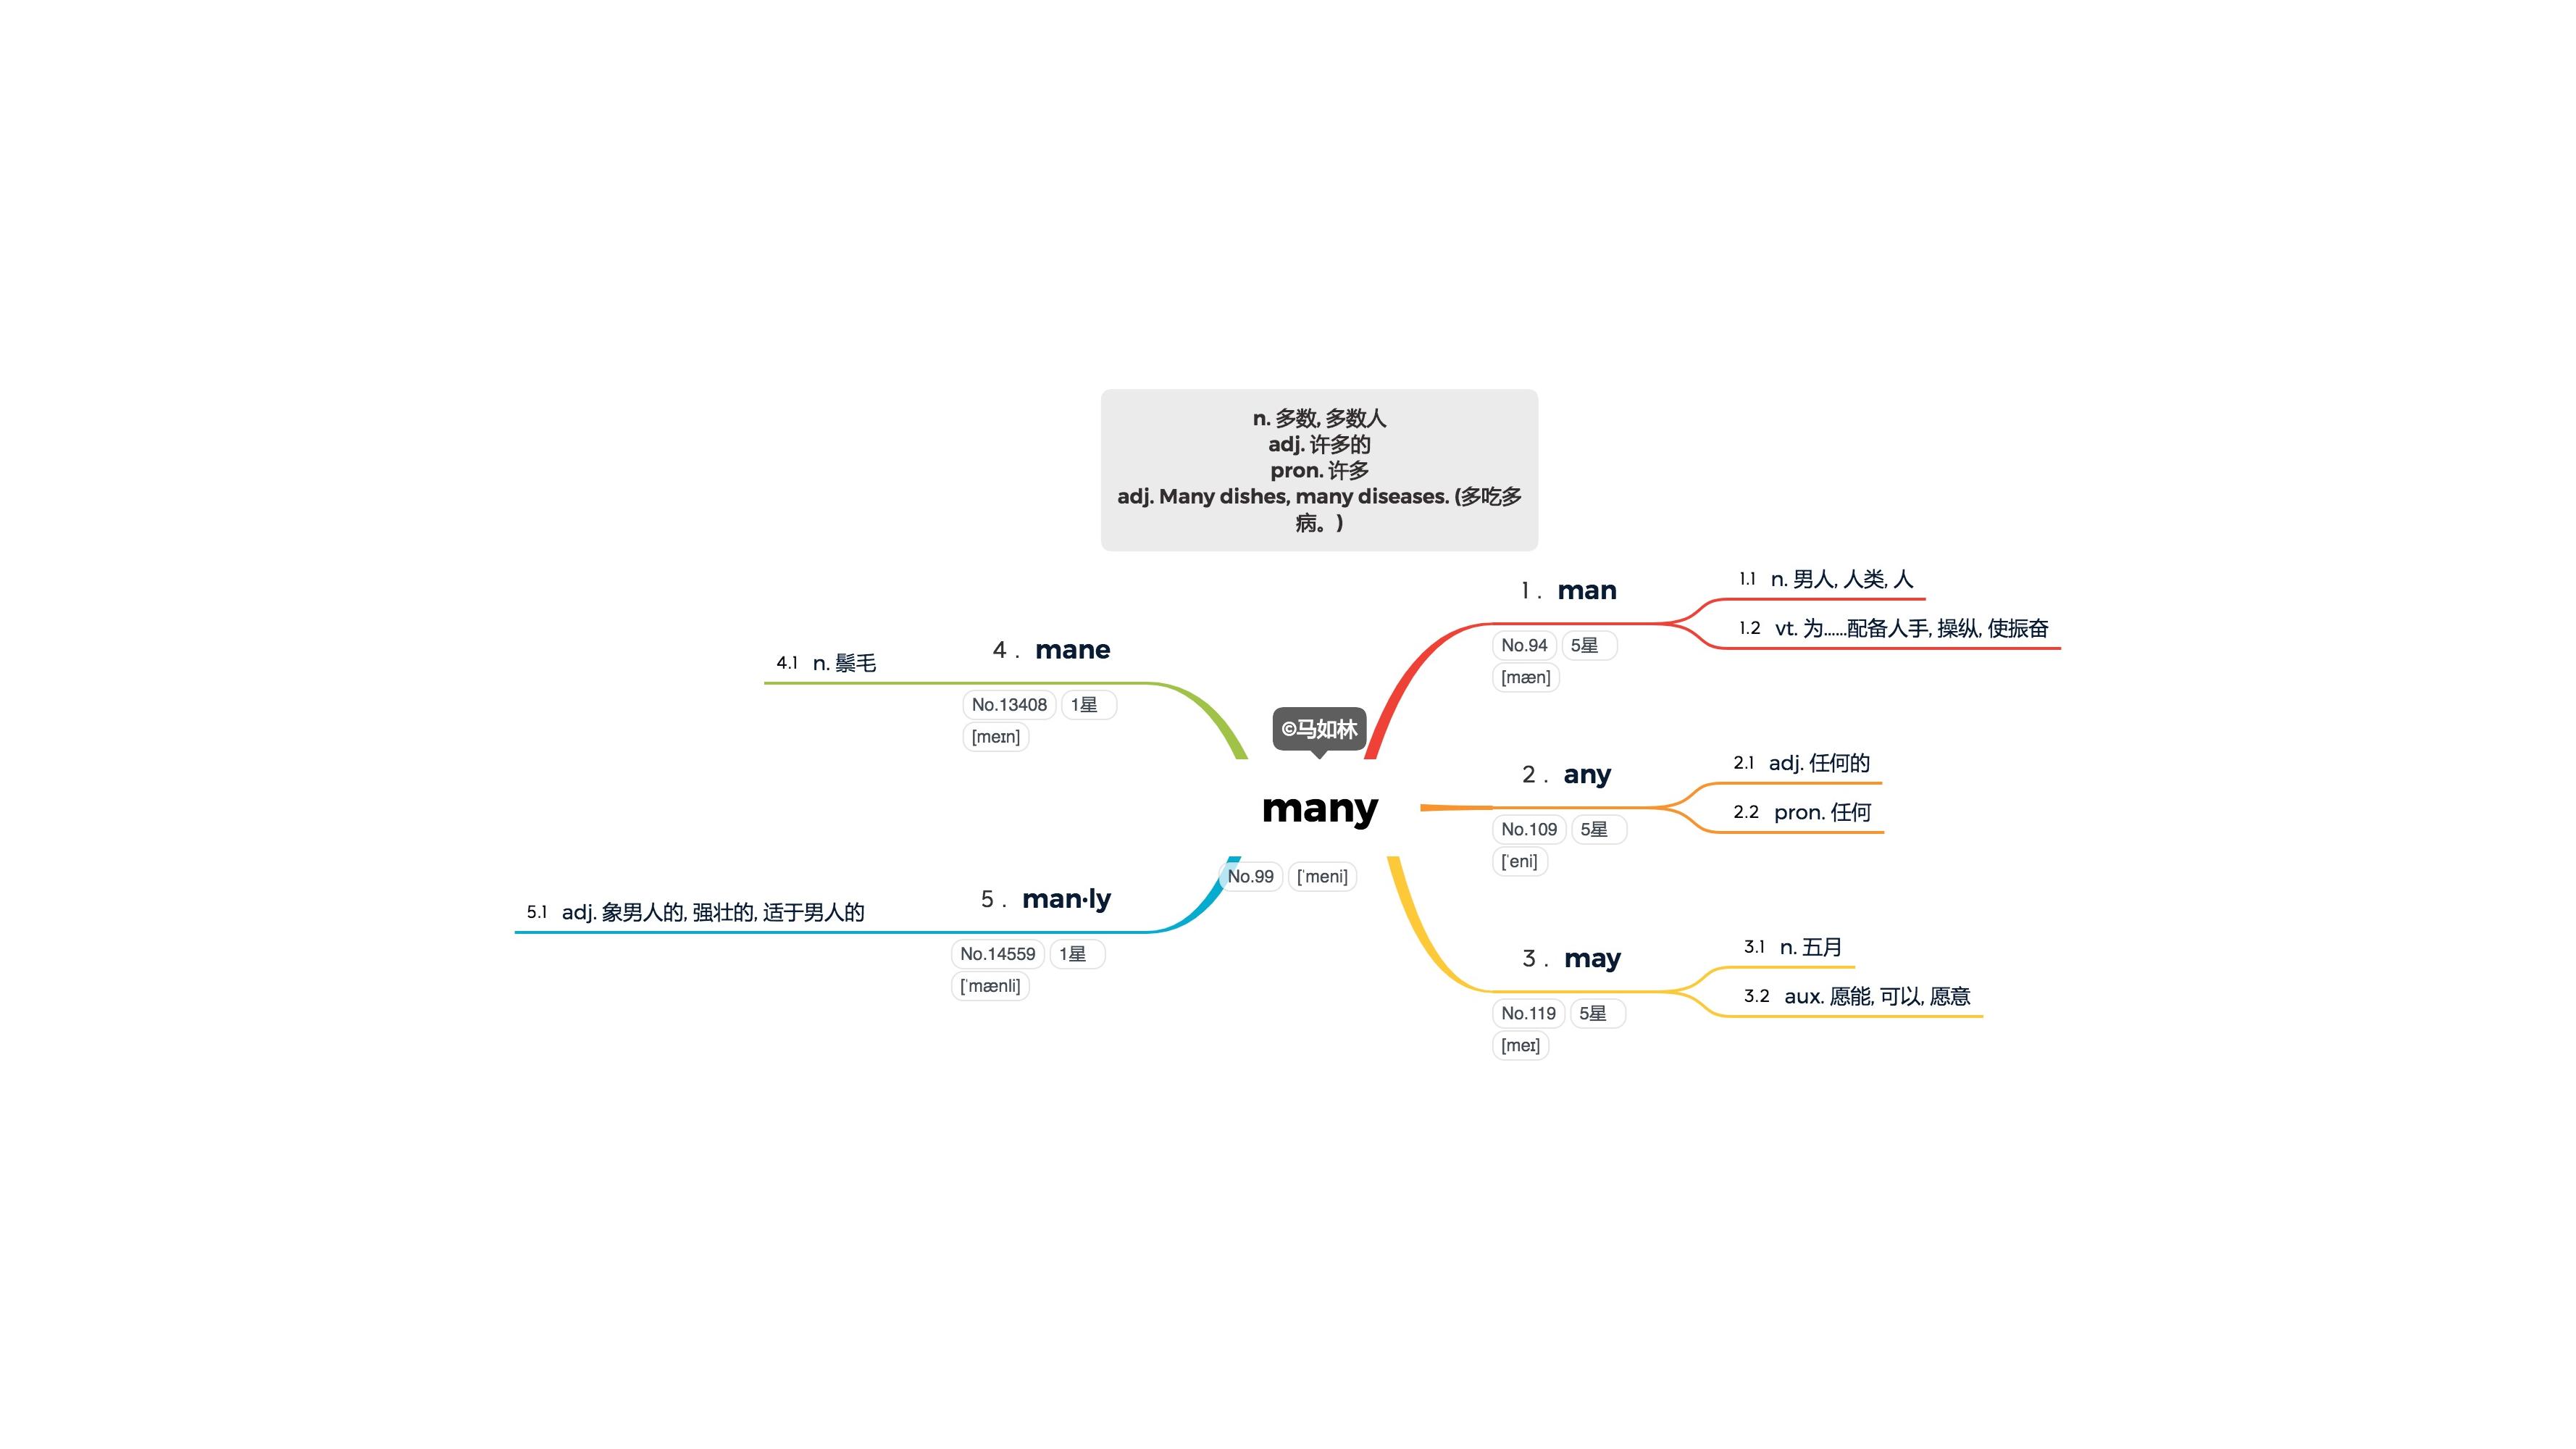 n. 多数, 多数人
adj. 许多的
pron. 许多
adj. Many dishes, many diseases. (多吃多
病。)
©马如林
many
No.99 [ˈmeni]
1. man
No.94 5星
[mæn]
1.1 n. 男人, 人类, 人
1.2 vt. 为......配备人手, 操纵, 使振奋
2. any
No.109 5星
[ˈeni]
2.1 adj. 任何的
2.2 pron. 任何
3. may
No.119 5星
[meɪ]
3.1 n. 五月
3.2 aux. 愿能, 可以, 愿意
4. mane
No.13408 1星
[meɪn]
4.1 n. 鬃毛
5. man·ly
No.14559 1星
[ˈmænli]
5.1 adj. 象男人的, 强壮的, 适于男人的